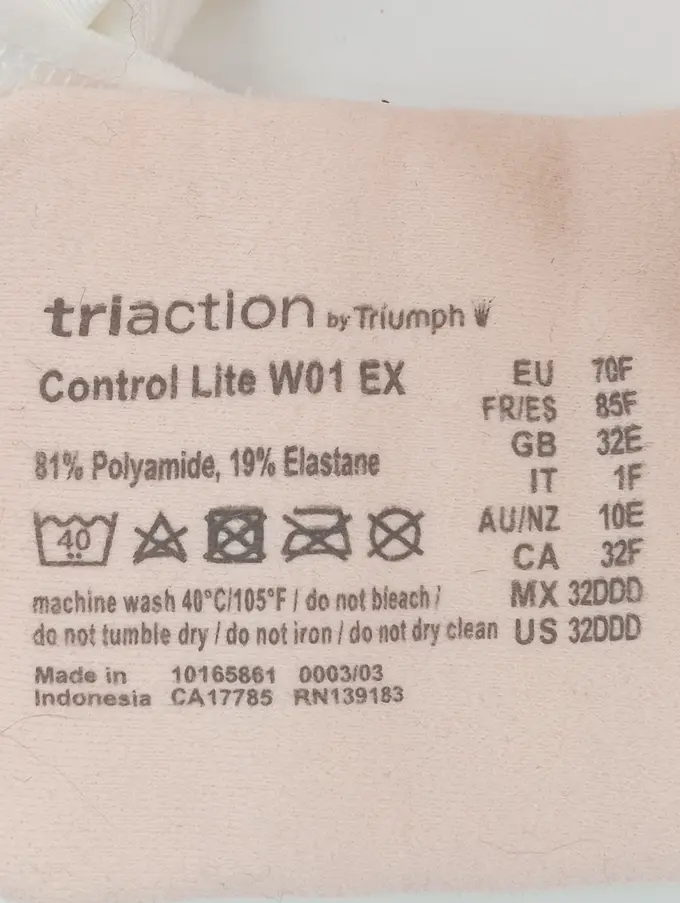 triaction by Triumph
Control Lite W01 EX
81% Polyamide, 19% Elastane
40
machine wash 40°C/105°F / do not bleach /
do not tumble dry / do not iron / do not dry clean
Made in 10165861 0003/03
Indonesia CA17785 RN139183
EU 70F
FR/ES 85F
GB 32E
IT 1F
AU/NZ 10E
CA 32F
MX 32DDD
US 32DDD